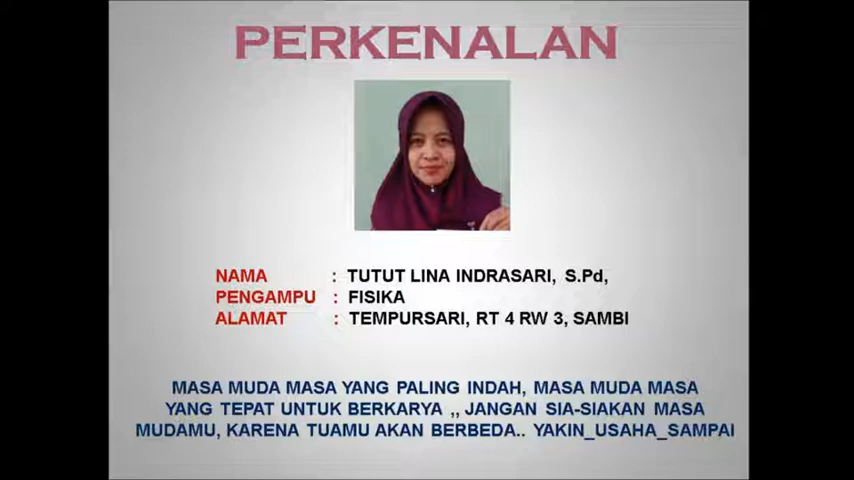 PERKENALAN
NAMA : TUTUT LINA INDRASARI, S.Pd,
PENGAMPU : FISIKA
ALAMAT : TEMPURSARI, RT 4 RW 3, SAMBI
MASA MUDA MASA YANG PALING INDAH, MASA MUDA MASA
YANG TEPAT UNTUK BERKARYA ,, JANGAN SIA-SIAKAN MASA
MUDAMU, KARENA TUAMU AKAN BERBEDA.. YAKIN_USAHA_SAMPAI